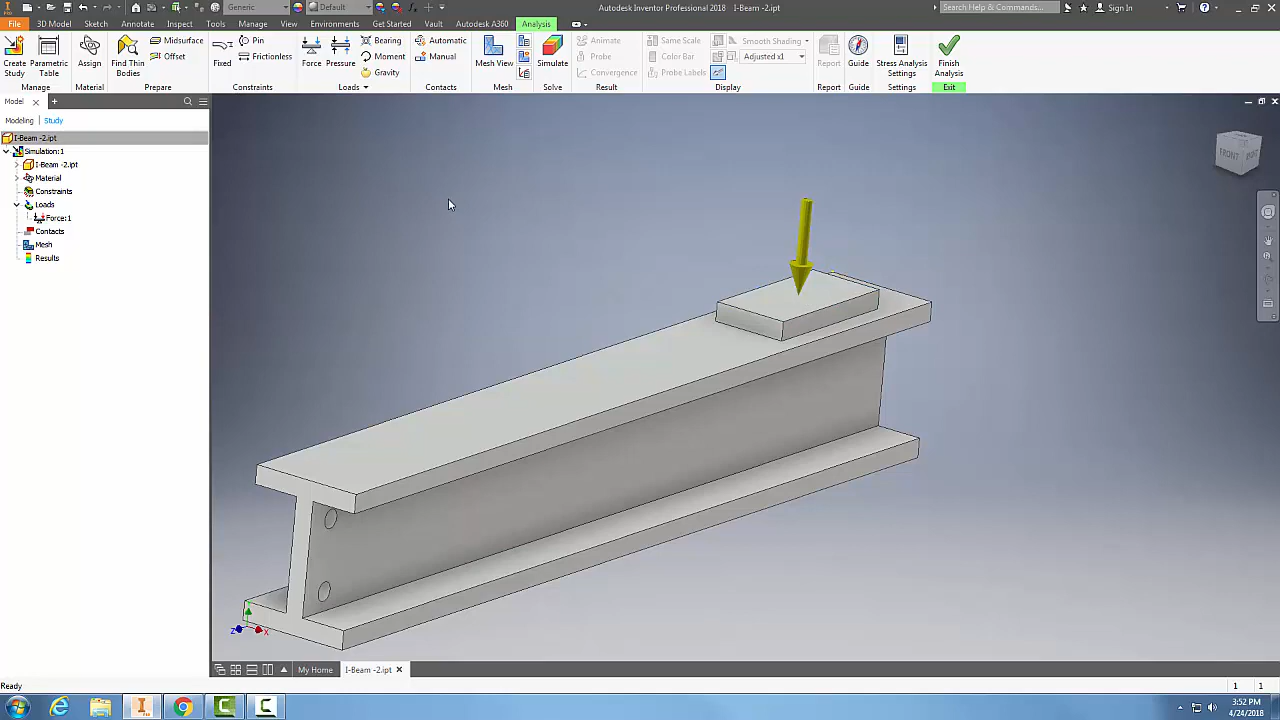 Generic
Default
Autodesk Inventor Professional 2018 I-Beam -2.ipt
Search Help & Commands...
Sign In
File
3D Model
Sketch
Annotate
Inspect
Tools
Manage
View
Environments
Get Started
Vault
Autodesk A360
Analysis
Create Study
Parametric Table
Assign
Find Thin Bodies
Midsurface
Offset
Fixed
Pin
Frictionless
Force
Pressure
Bearing
Moment
Gravity
Automatic
Manual
Mesh View
Simulate
Animate
Probe
Convergence
Same Scale
Color Bar
Probe Labels
Smooth Shading
Adjusted x1
Report
Guide
Stress Analysis Settings
Finish Analysis
Manage
Material
Prepare
Constraints
Loads
Contacts
Mesh
Solve
Result
Display
Report
Guide
Settings
Exit
Model
Modeling
Study
I-Beam -2.ipt
Simulation:1
I-Beam -2.ipt
Material
Constraints
Loads
Force:1
Contacts
Mesh
Results
FRONT
Z
X
My Home
I-Beam -2.ipt
Ready
1
1
3:52 PM
4/24/2018